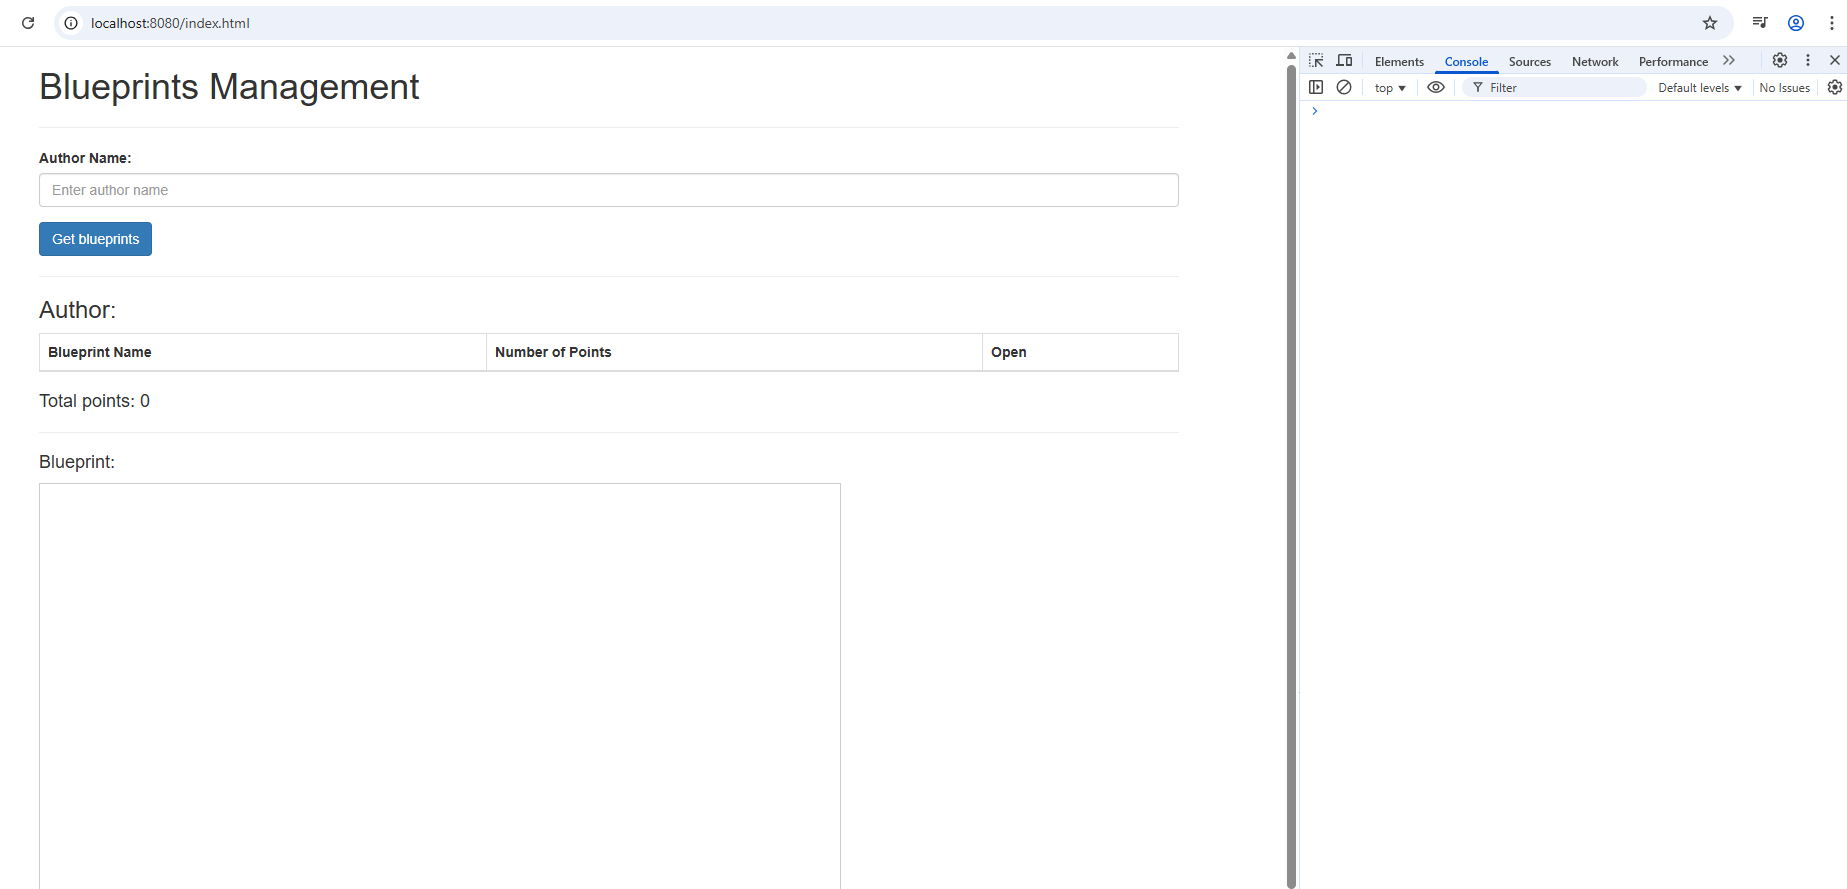 localhost:8080/index.html
Blueprints Management
Author Name:
Enter author name
Get blueprints
Author:
Blueprint Name Number of Points Open
Total points: 0
Blueprint:
Elements Console Sources Network Performance
top Filter Default levels No Issues